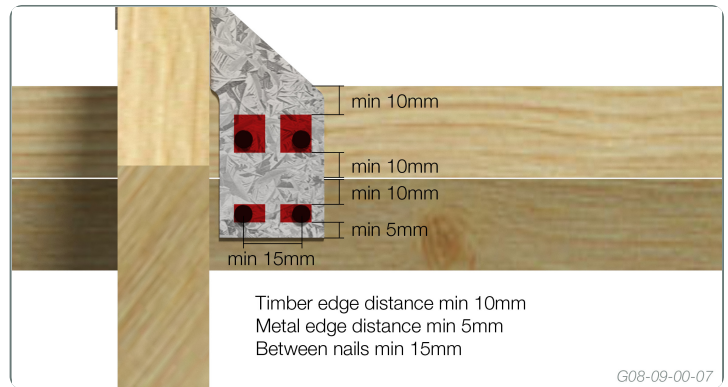 min 10mm
min 10mm
min 10mm
min 5mm
min 15mm
Timber edge distance min 10mm
Metal edge distance min 5mm
Between nails min 15mm
G08-09-00-07